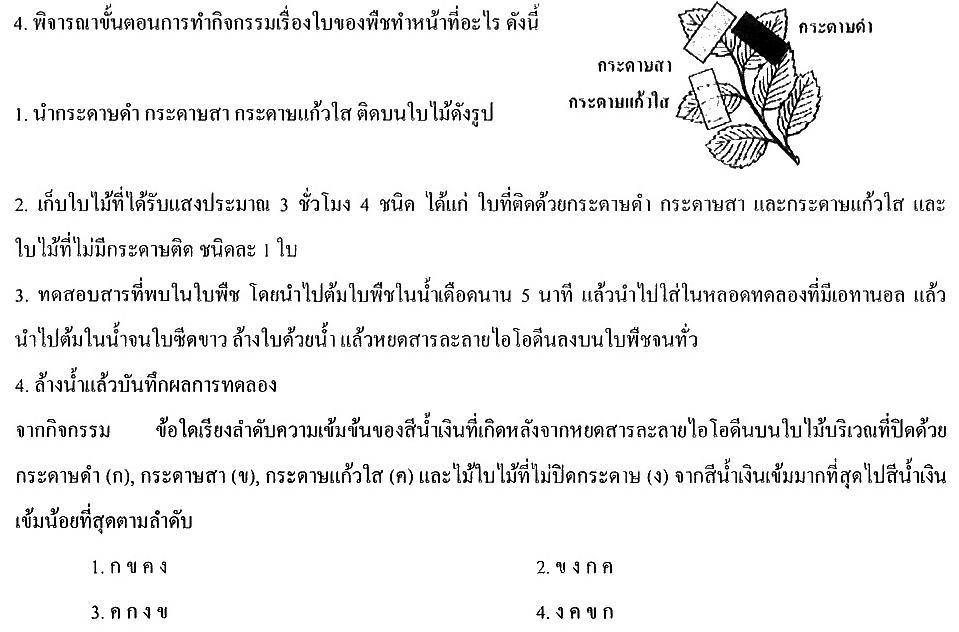 4. พิจารณาขั้นตอนการทำกิจกรรมเรื่องใบของพืชทำหน้าที่อะไร ดังนี้
กระดาษดำ
กระดาษสา
กระดาษแก้วใส
1. นำกระดาษดำ กระดาษสา กระดาษแก้วใส ติดบนใบไม้ดังรูป
2. เก็บใบไม้ที่ได้รับแสงประมาณ 3 ชั่วโมง 4 ชนิด ได้แก่ ใบที่ติดด้วยกระดาษดำ กระดาษสา และกระดาษแก้วใส และ
ใบไม้ที่ไม่มีกระดาษติด ชนิดละ 1 ใบ
3. ทดสอบสารที่พบในใบพืช โดยนำไปต้มใบพืชในน้ำเดือดนาน 5 นาที แล้วนำไปใส่ในหลอดทดลองที่มีเอทานอล แล้ว
นำไปต้มในน้ำจนใบซีดขาว ล้างใบด้วยน้ำ แล้วหยดสารละลายไอโอดีนลงบนใบพืชจนทั่ว
4. ล้างน้ำแล้วบันทึกผลการทดลอง
จากกิจกรรม ข้อใดเรียงลำดับความเข้มข้นของสีน้ำเงินที่เกิดหลังจากหยดสารละลายไอโอดีนบนใบไม้บริเวณที่ปิดด้วย
กระดาษดำ (ก), กระดาษสา (ข), กระดาษแก้วใส (ค) และไม้ใบไม้ที่ไม่ปิดกระดาษ (ง) จากสีน้ำเงินเข้มมากที่สุดไปสีน้ำเงิน
เข้มน้อยที่สุดตามลำดับ
1. ก ข ค ง
2. ข ง ก ค
3. ค ก ง ข
4. ง ค ข ก